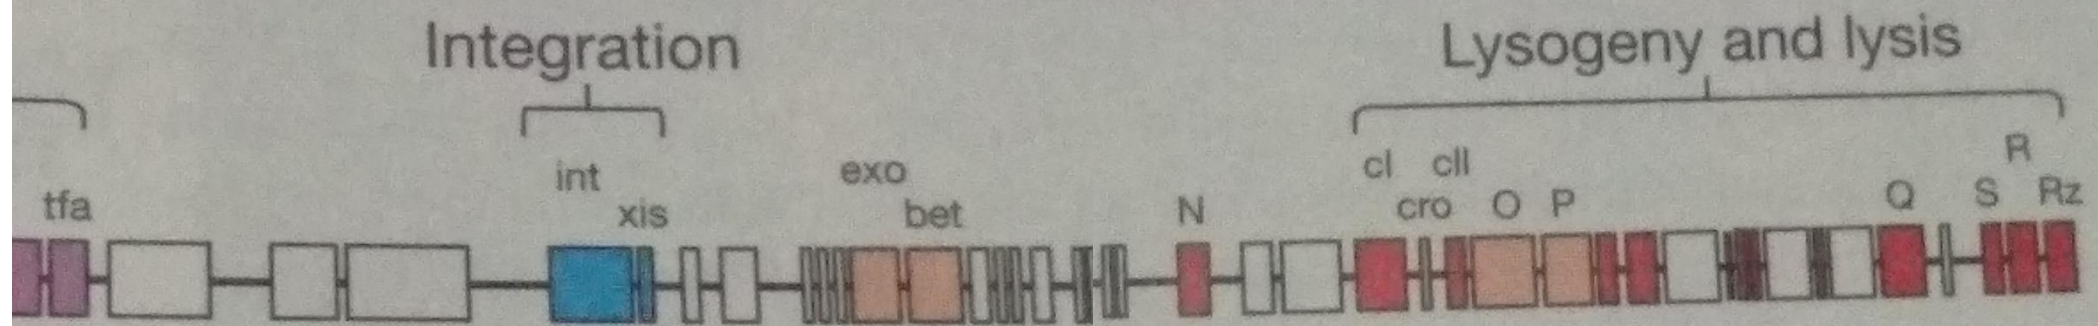 Integration
Lysogeny and lysis
tfa
int
xis
exo
bet
N
cI
cII
cro
O
P
Q
S
R
Rz